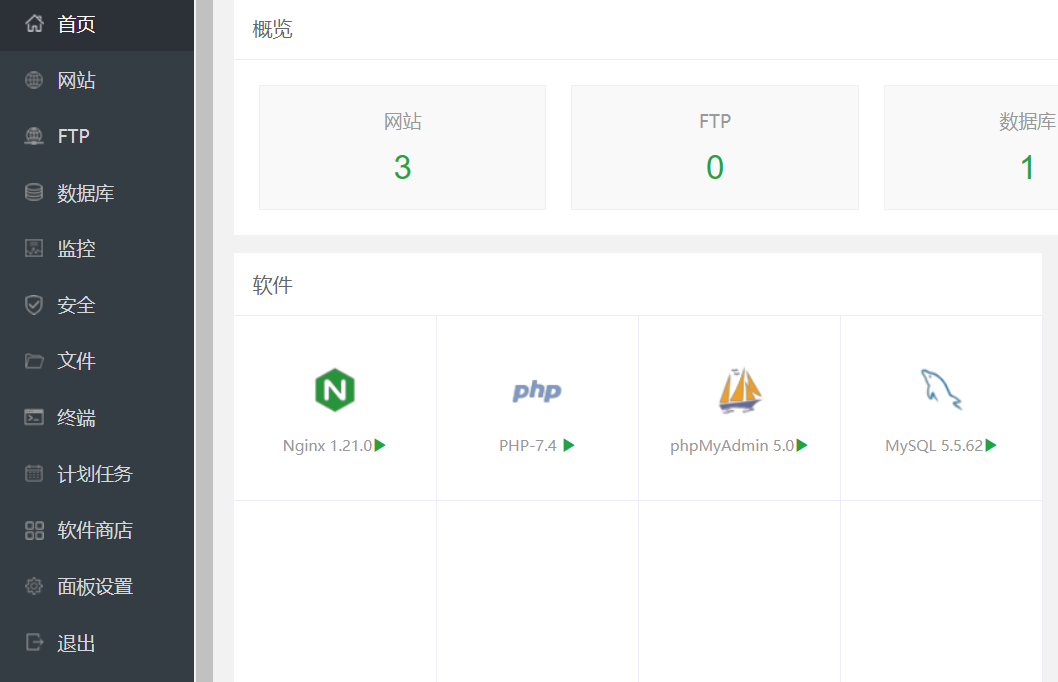 首页
网站
FTP
数据库
监控
安全
文件
终端
计划任务
软件商店
面板设置
退出
概览
网站
FTP
数据库
3
0
1
软件
php
Nginx 1.21.0
PHP-7.4
phpMyAdmin 5.0
MySQL 5.5.62